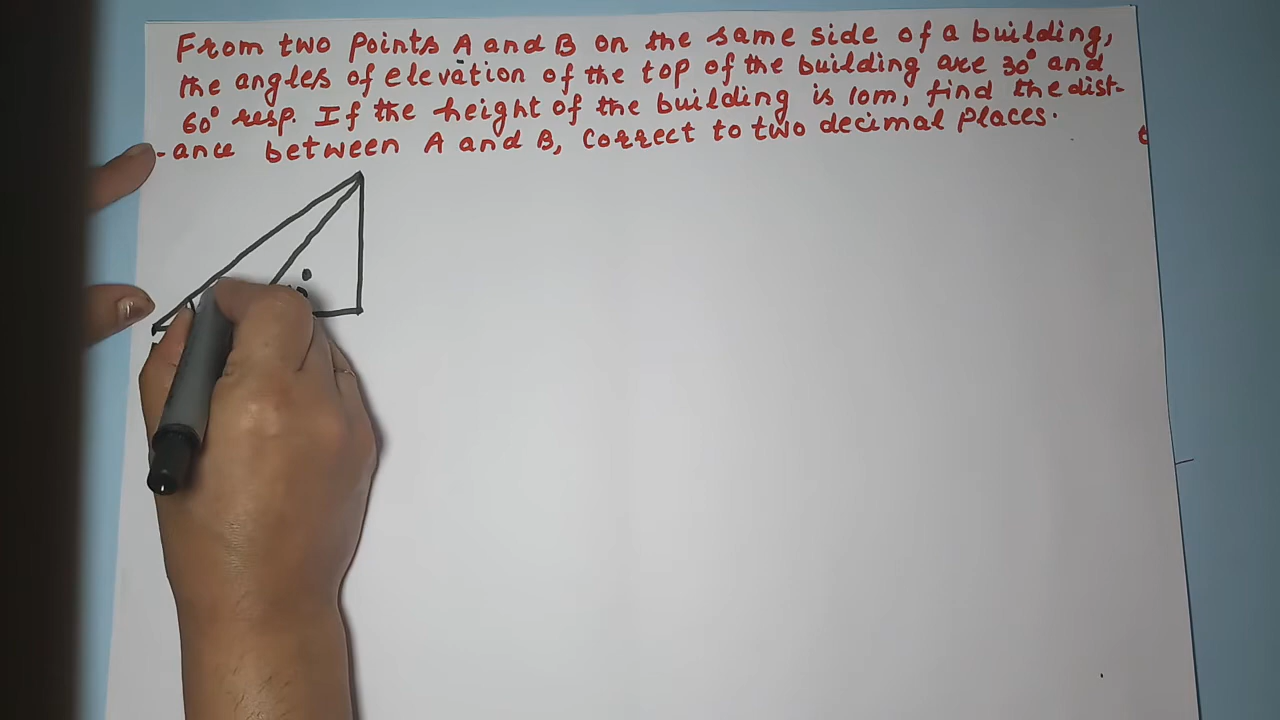 From two points A and B on the same side of a building,
the angles of elevation of the top of the building are 30° and
60° resp. If the height of the building is 10m, find the dist-
-ance between A and B, correct to two decimal places.